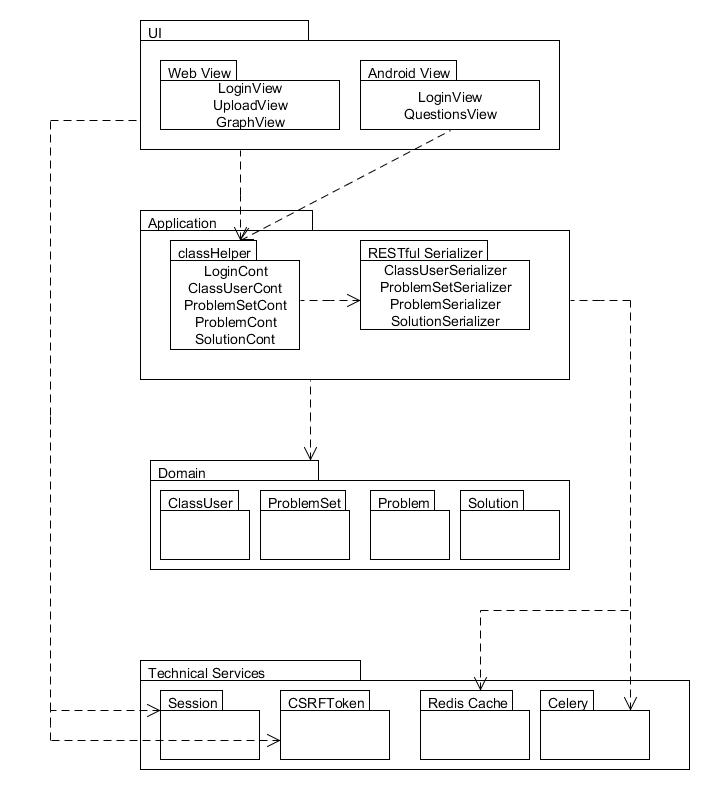 UI
Web View
LoginView
UploadView
GraphView
Android View
LoginView
QuestionsView
Application
classHelper
LoginCont
ClassUserCont
ProblemSetCont
ProblemCont
SolutionCont
RESTful Serializer
ClassUserSerializer
ProblemSetSerializer
ProblemSerializer
SolutionSerializer
Domain
ClassUser
ProblemSet
Problem
Solution
Technical Services
Session
CSRFToken
Redis Cache
Celery